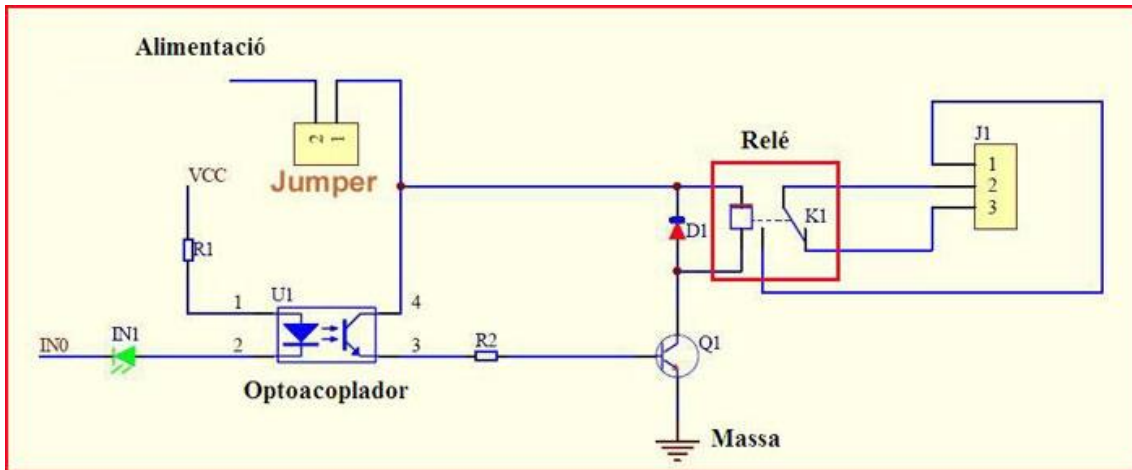 Alimentació
2 1
Jumper
VCC
R1
U1
1
4
IN0
IN1
2
3
R2
Optoacoplador
Relé
D1
K1
J1
1
2
3
Q1
Massa